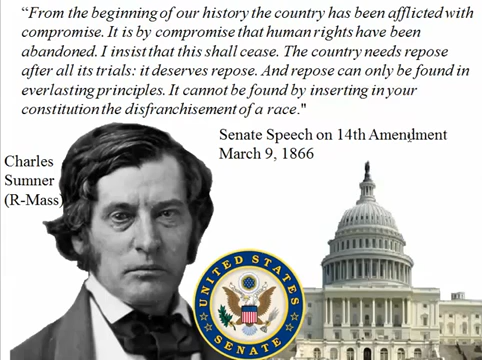 “From the beginning of our history the country has been afflicted with
compromise. It is by compromise that human rights have been
abandoned. I insist that this shall cease. The country needs repose
after all its trials: it deserves repose. And repose can only be found in
everlasting principles. It cannot be found by inserting in your
constitution the disfranchisement of a race."
Senate Speech on 14th Amendment
March 9, 1866
Charles
Sumner
(R-Mass)
UNITED STATES
SENATE